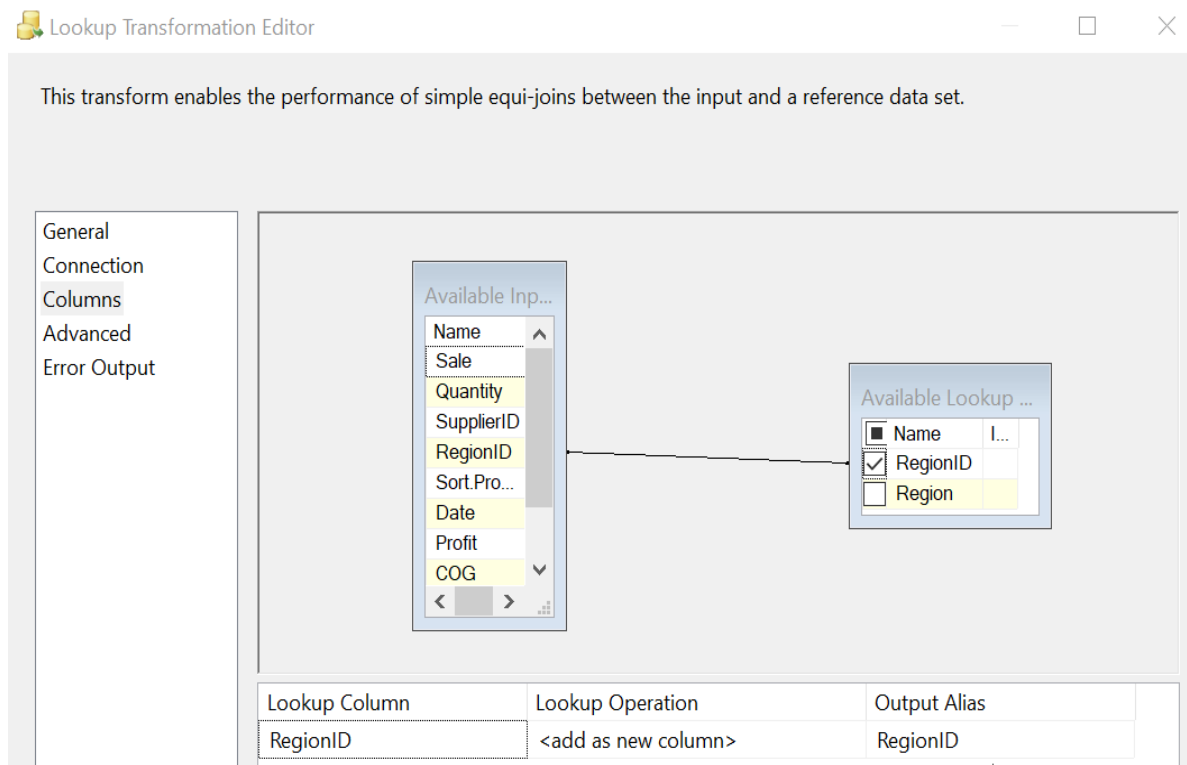 Lookup Transformation Editor
This transform enables the performance of simple equi-joins between the input and a reference data set.
General
Connection
Columns
Advanced
Error Output
Available Inp...
Name
Sale
Quantity
SupplierID
RegionID
Sort.Pro...
Date
Profit
COG
Available Lookup ...
Name I...
RegionID
Region
Lookup Column Lookup Operation Output Alias
RegionID <add as new column> RegionID